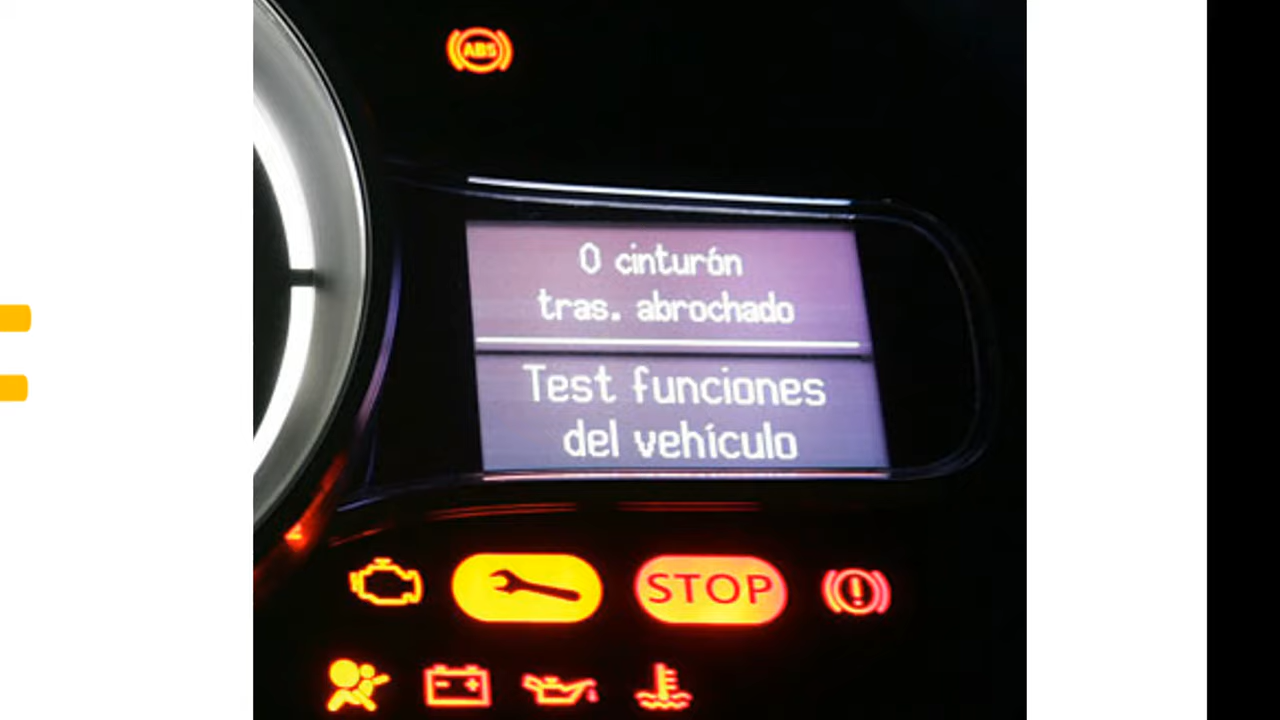 ABS
0 cinturón
tras. abrochado
Test funciones
del vehículo
STOP